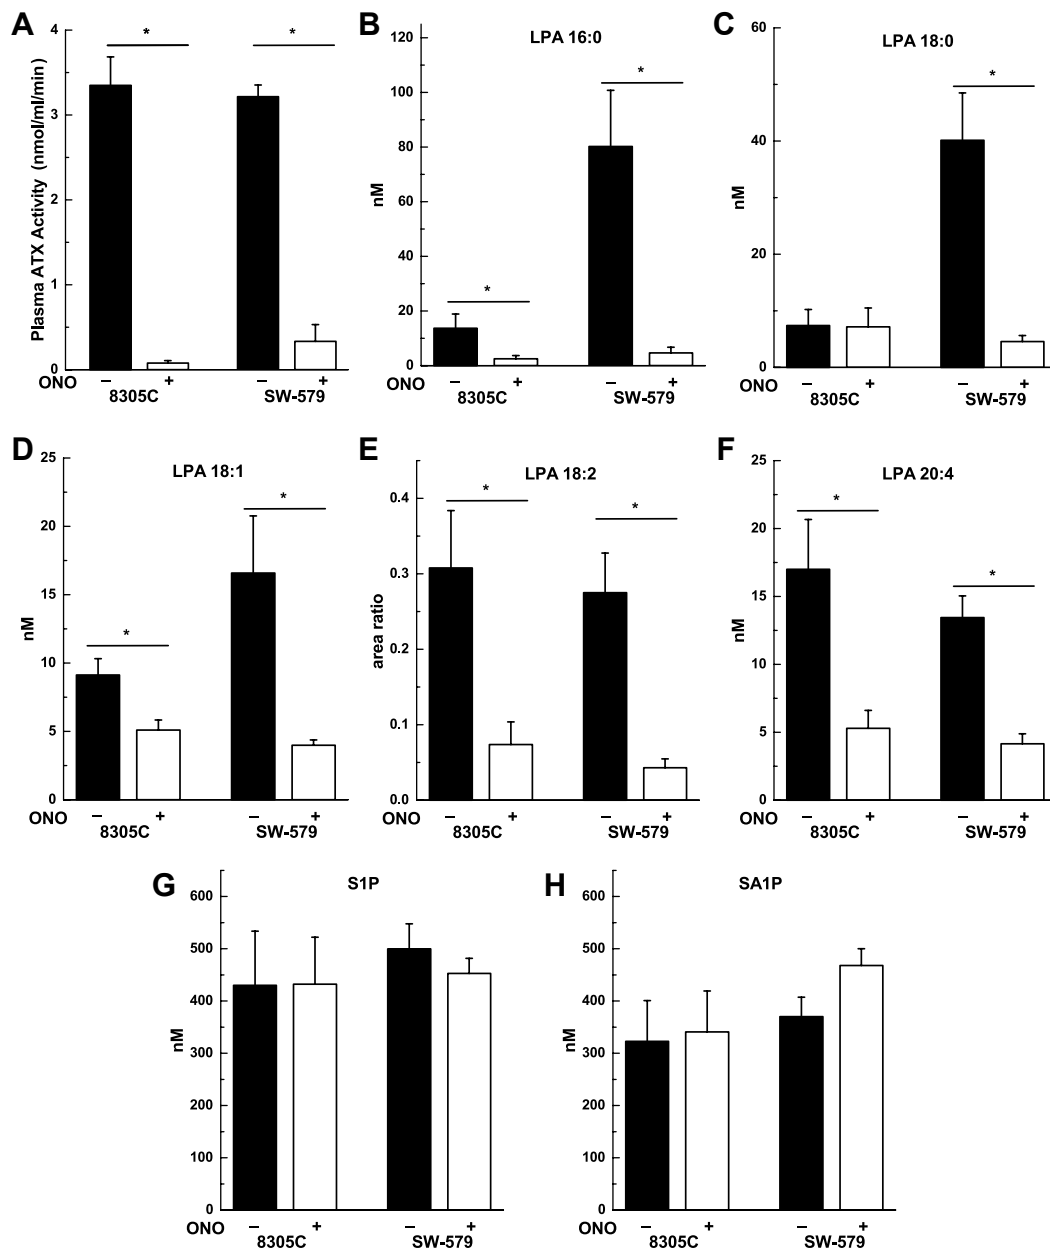 A
B
C
LPA 16:0
LPA 18:0
*
*
*
*
*
Plasma ATX Activity (nmol/ml/min)
4
3
2
1
0
nM
120
100
80
60
40
20
0
nM
60
40
20
0
ONO – + – +
8305C SW-579
ONO – + – +
8305C SW-579
ONO – + – +
8305C SW-579
D
E
F
LPA 18:1
LPA 18:2
LPA 20:4
*
*
*
*
*
*
nM
25
20
15
10
5
0
area ratio
0.4
0.3
0.2
0.1
0.0
nM
25
20
15
10
5
0
ONO – + – +
8305C SW-579
ONO – + – +
8305C SW-579
ONO – + – +
8305C SW-579
G
H
S1P
SA1P
nM
600
500
400
300
200
100
0
nM
600
500
400
300
200
100
0
ONO – + – +
8305C SW-579
ONO – + – +
8305C SW-579